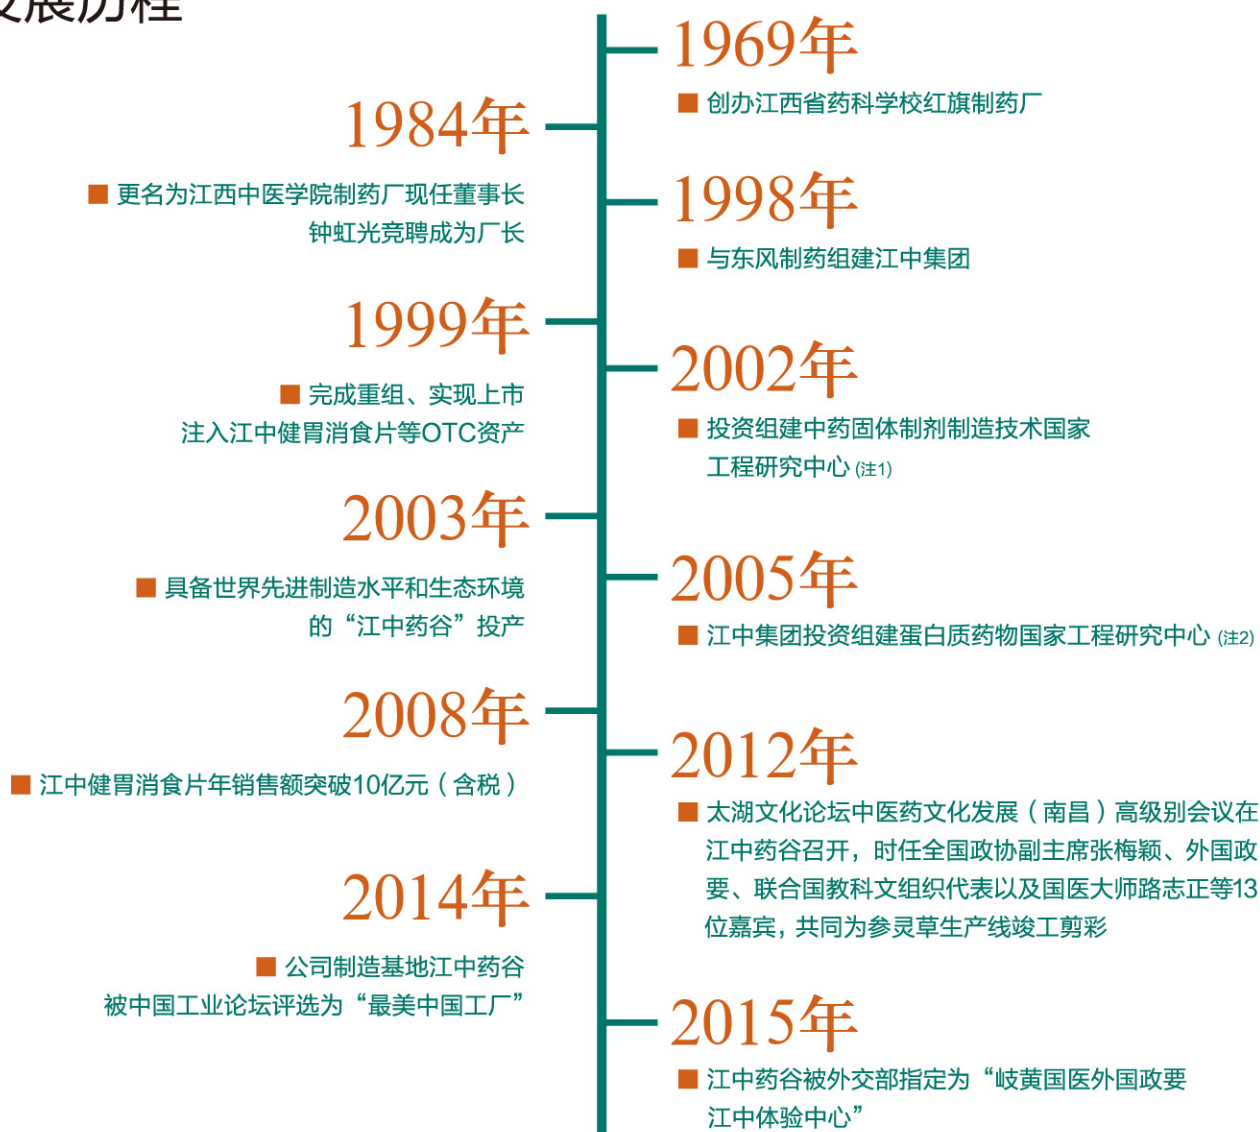 发展历程
1969年
■ 创办江西省药科学校红旗制药厂
1984年
■ 更名为江西中医学院制药厂现任董事长
钟虹光竞聘成为厂长
1998年
■ 与东风制药组建江中集团
1999年
■ 完成重组、实现上市
注入江中健胃消食片等OTC资产
2002年
■ 投资组建中药固体制剂制造技术国家
工程研究中心 (注1)
2003年
■ 具备世界先进制造水平和生态环境
的“江中药谷”投产
2005年
■ 江中集团投资组建蛋白质药物国家工程研究中心 (注2)
2008年
■ 江中健胃消食片年销售额突破10亿元（含税）
2012年
■ 太湖文化论坛中医药文化发展（南昌）高级别会议在
江中药谷召开，时任全国政协副主席张梅颖、外国政
要、联合国教科文组织代表以及国医大师路志正等13
位嘉宾，共同为参灵草生产线竣工剪彩
2014年
■ 公司制造基地江中药谷
被中国工业论坛评选为“最美中国工厂”
2015年
■ 江中药谷被外交部指定为“岐黄国医外国政要
江中体验中心”